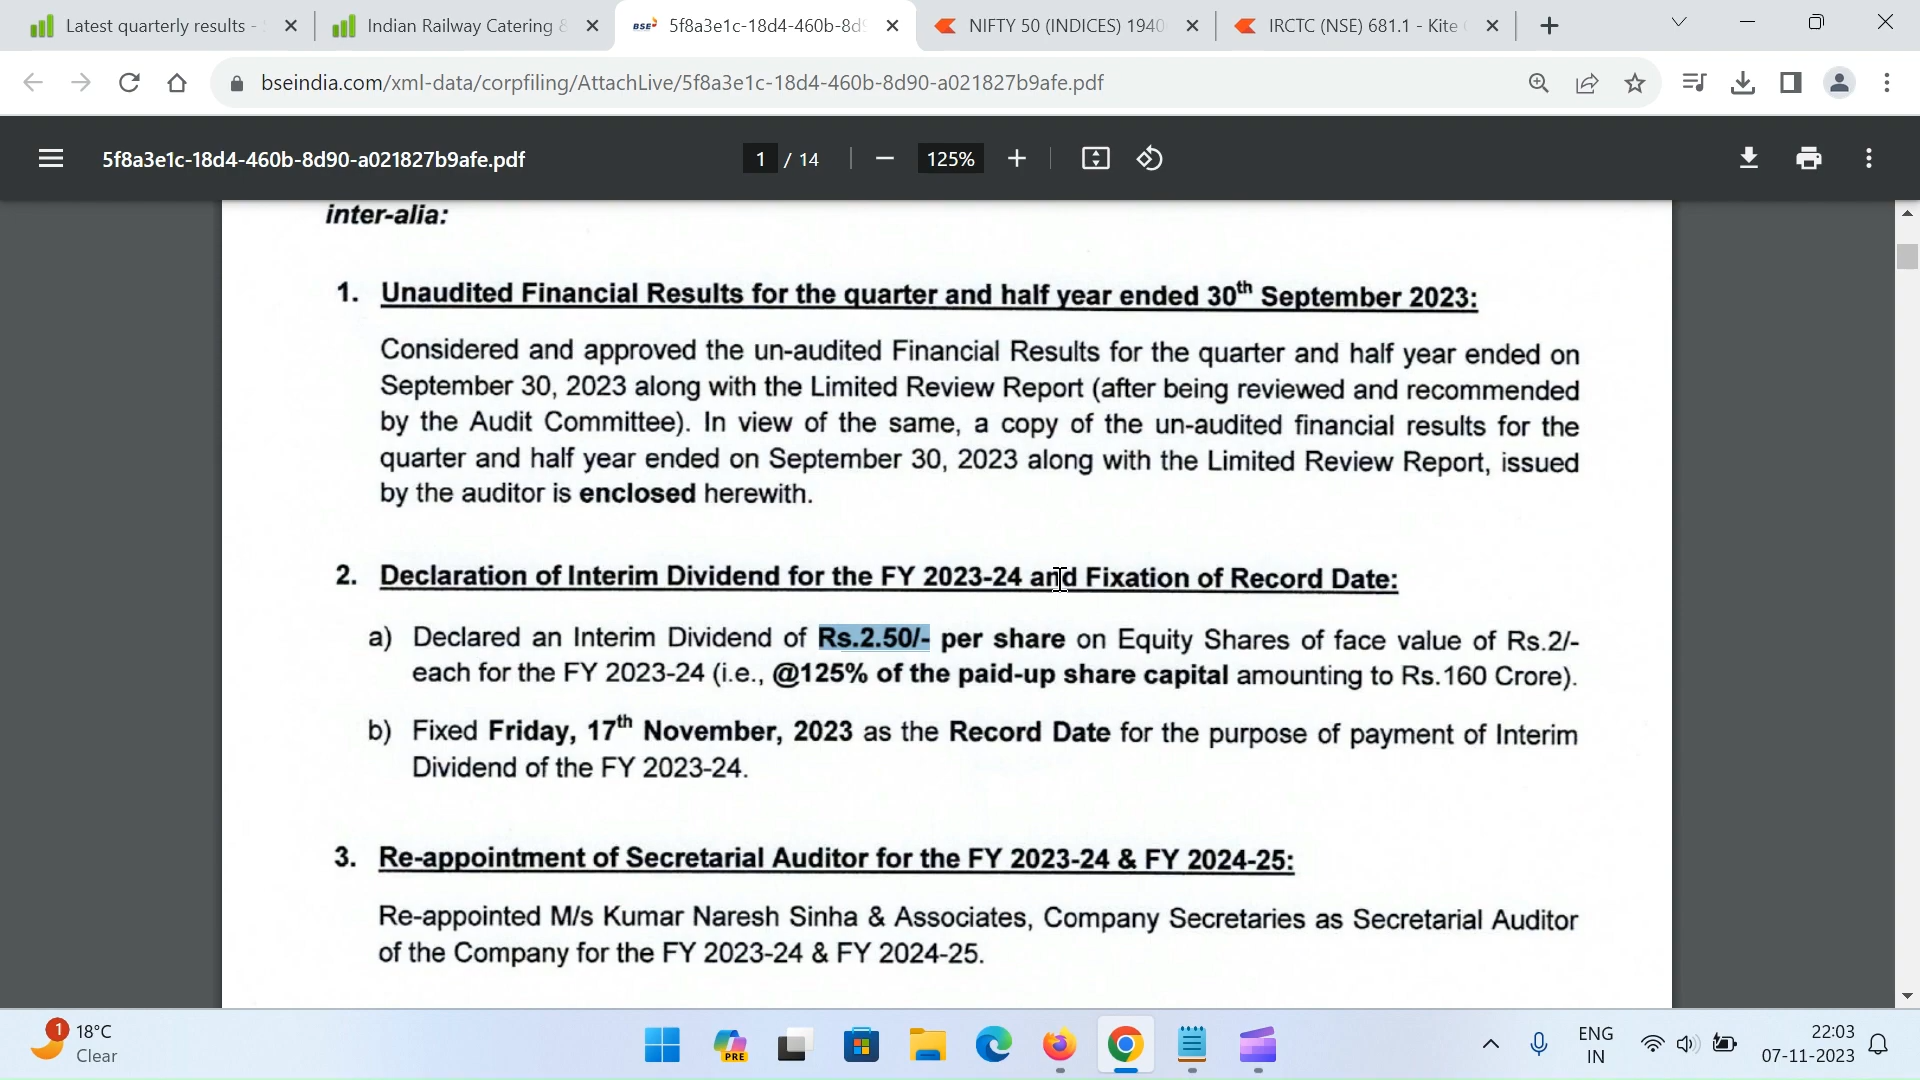 Latest quarterly results -
Indian Railway Catering &
BSE
5f8a3e1c-18d4-460b-8d9
NIFTY 50 (INDICES) 1940
IRCTC (NSE) 681.1 - Kite
bseindia.com/xml-data/corpfiling/AttachLive/5f8a3e1c-18d4-460b-8d90-a021827b9afe.pdf
5f8a3e1c-18d4-460b-8d90-a021827b9afe.pdf
1 / 14
125%
inter-alia:
1. Unaudited Financial Results for the quarter and half year ended 30th September 2023:
Considered and approved the un-audited Financial Results for the quarter and half year ended on
September 30, 2023 along with the Limited Review Report (after being reviewed and recommended
by the Audit Committee). In view of the same, a copy of the un-audited financial results for the
quarter and half year ended on September 30, 2023 along with the Limited Review Report, issued
by the auditor is enclosed herewith.
2. Declaration of Interim Dividend for the FY 2023-24 and Fixation of Record Date:
a) Declared an Interim Dividend of Rs.2.50/- per share on Equity Shares of face value of Rs.2/-
each for the FY 2023-24 (i.e., @125% of the paid-up share capital amounting to Rs.160 Crore).
b) Fixed Friday, 17th November, 2023 as the Record Date for the purpose of payment of Interim
Dividend of the FY 2023-24.
3. Re-appointment of Secretarial Auditor for the FY 2023-24 & FY 2024-25:
Re-appointed M/s Kumar Naresh Sinha & Associates, Company Secretaries as Secretarial Auditor
of the Company for the FY 2023-24 & FY 2024-25.
1
18°C
Clear
PRE
ENG
IN
22:03
07-11-2023